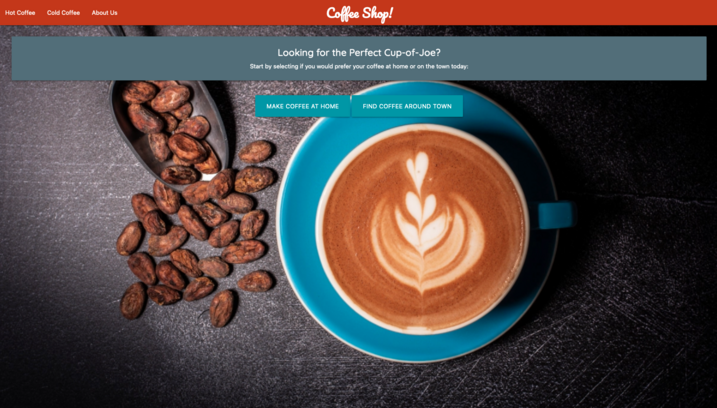 Hot Coffee
Cold Coffee
About Us
Coffee Shop!
Looking for the Perfect Cup-of-Joe?
Start by selecting if you would prefer your coffee at home or on the town today:
MAKE COFFEE AT HOME
FIND COFFEE AROUND TOWN